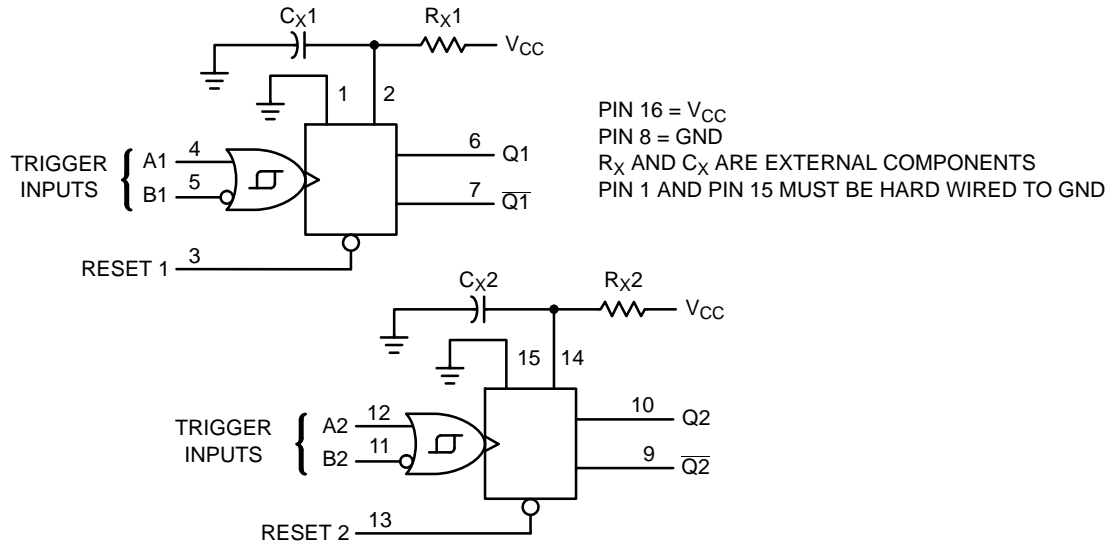 CX1
RX1
VCC
1
2
PIN 16 = VCC
PIN 8 = GND
RX AND CX ARE EXTERNAL COMPONENTS
PIN 1 AND PIN 15 MUST BE HARD WIRED TO GND
TRIGGER
INPUTS
A1
4
B1
5
6
Q1
7
Q1
RESET 1
3
CX2
RX2
VCC
15
14
TRIGGER
INPUTS
A2
12
B2
11
10
Q2
9
Q2
RESET 2
13